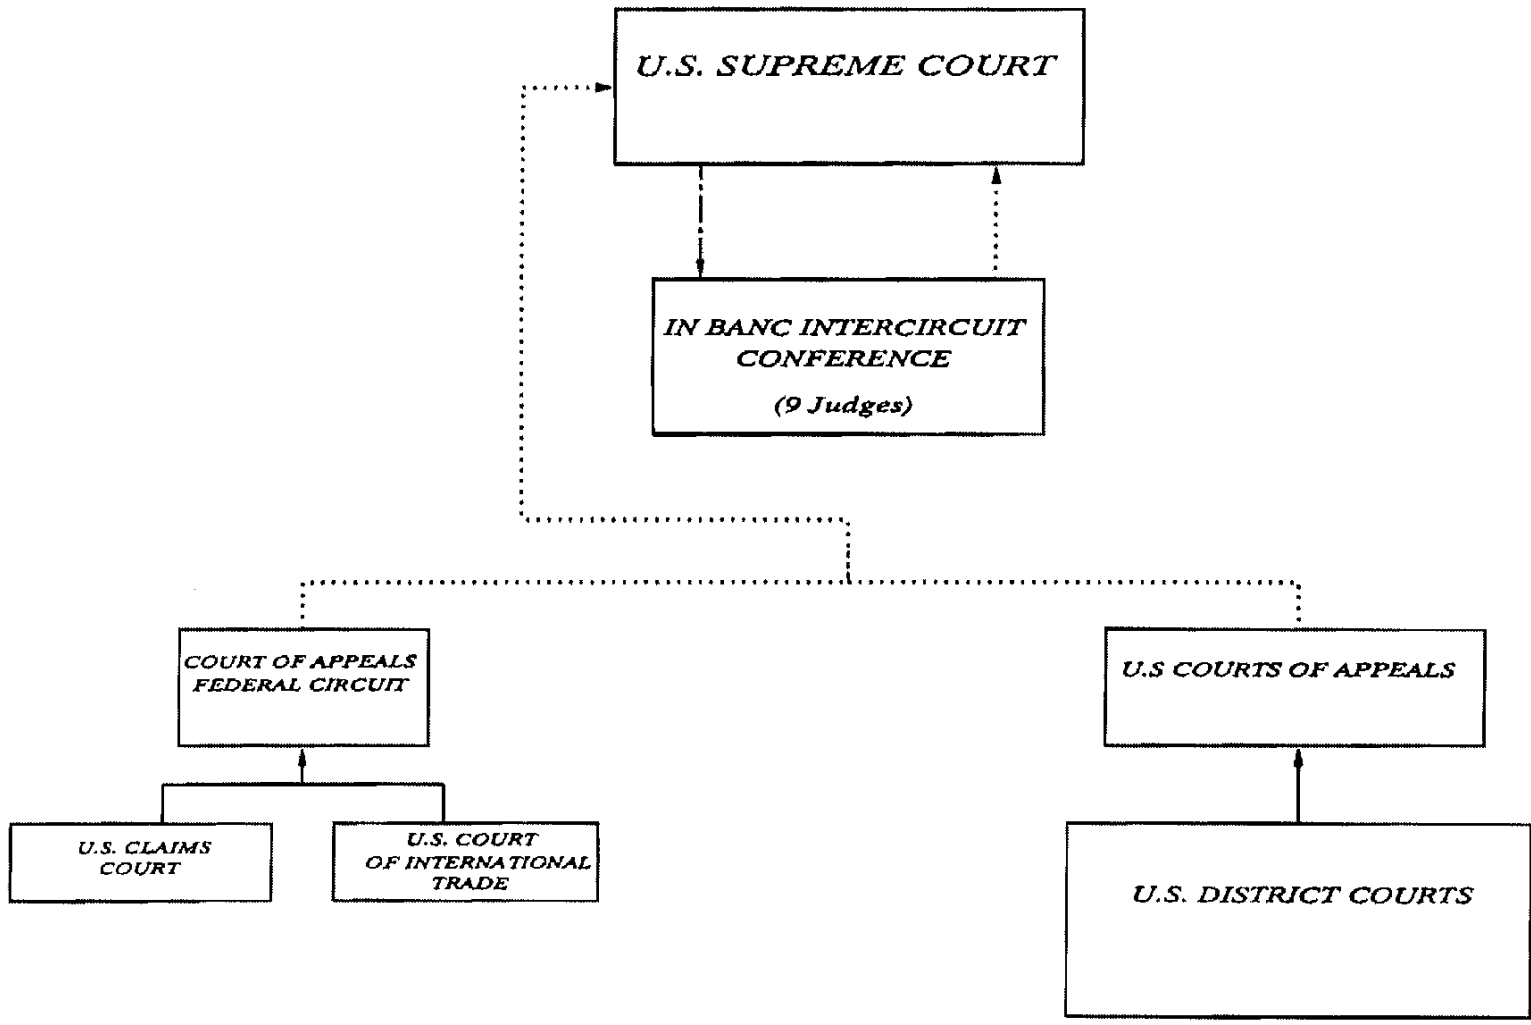 U.S. SUPREME COURT
IN BANC INTERCIRCUIT
CONFERENCE
(9 Judges)
COURT OF APPEALS
FEDERAL CIRCUIT
U.S COURTS OF APPEALS
U.S. CLAIMS
COURT
U.S. COURT
OF INTERNATIONAL
TRADE
U.S. DISTRICT COURTS